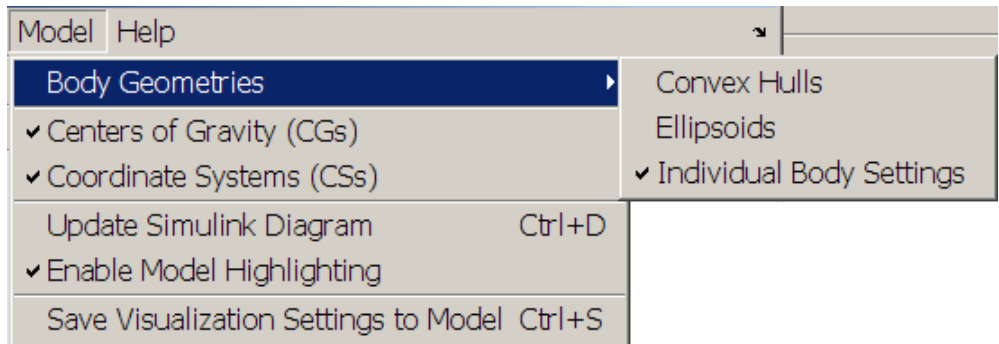 Model Help
Body Geometries
Centers of Gravity (CGs)
Coordinate Systems (CSs)
Update Simulink Diagram Ctrl+D
Enable Model Highlighting
Save Visualization Settings to Model Ctrl+S
Convex Hulls
Ellipsoids
Individual Body Settings